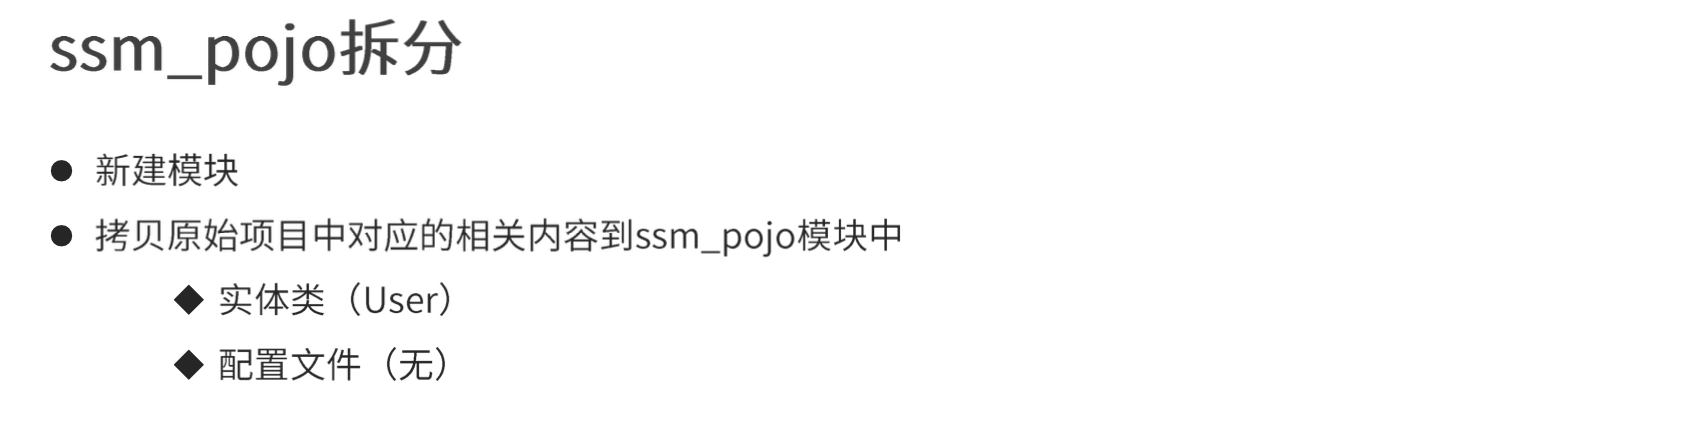 ssm_pojo拆分
● 新建模块
● 拷贝原始项目中对应的相关内容到ssm_pojo模块中
◆ 实体类（User）
◆ 配置文件（无）